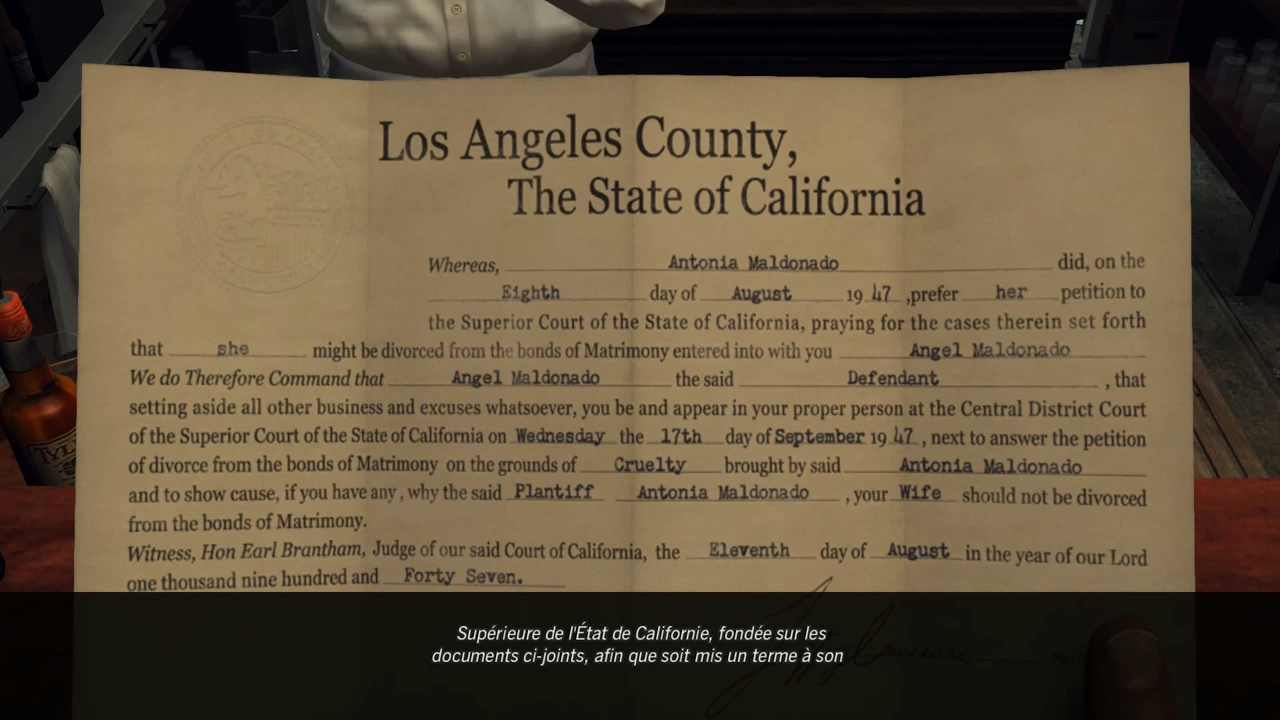 Los Angeles County,
The State of California
Whereas, Antonia Maldonado did, on the
Eighth day of August 19 47 ,prefer her petition to
the Superior Court of the State of California, praying for the cases therein set forth
that she might be divorced from the bonds of Matrimony entered into with you Angel Maldonado
We do Therefore Command that Angel Maldonado the said Defendant , that
setting aside all other business and excuses whatsoever, you be and appear in your proper person at the Central District Court
of the Superior Court of the State of California on Wednesday the 17th day of September 19 47 , next to answer the petition
of divorce from the bonds of Matrimony on the grounds of Cruelty brought by said Antonia Maldonado
and to show cause, if you have any , why the said Plantiff Antonia Maldonado , your Wife should not be divorced
from the bonds of Matrimony.
Witness, Hon Earl Brantham, Judge of our said Court of California, the Eleventh day of August in the year of our Lord
one thousand nine hundred and Forty Seven.
Supérieure de l'État de Californie, fondée sur les
documents ci-joints, afin que soit mis un terme à son